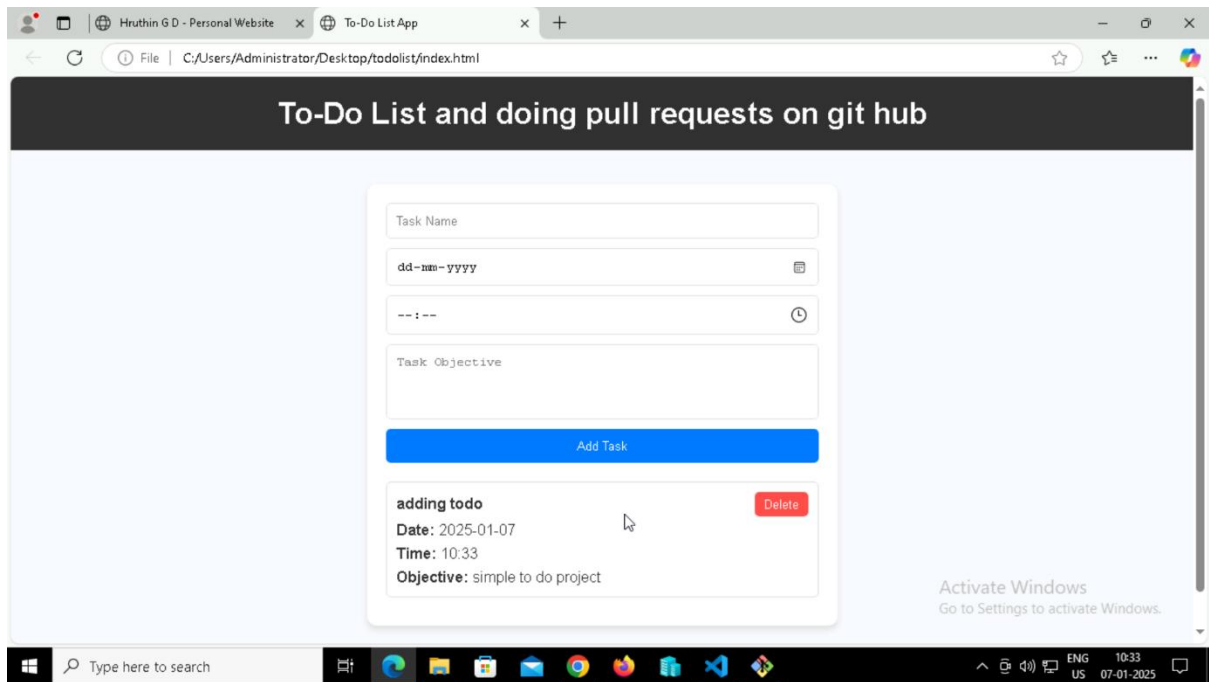 Hruthin G D - Personal Website
To-Do List App
File | C:/Users/Administrator/Desktop/todolist/index.html
To-Do List and doing pull requests on git hub
Task Name
dd-mm-yyyy
--:--
Task Objective
Add Task
adding todo
Delete
Date: 2025-01-07
Time: 10:33
Objective: simple to do project
Activate Windows
Go to Settings to activate Windows.
Type here to search
ENG
US
10:33
07-01-2025